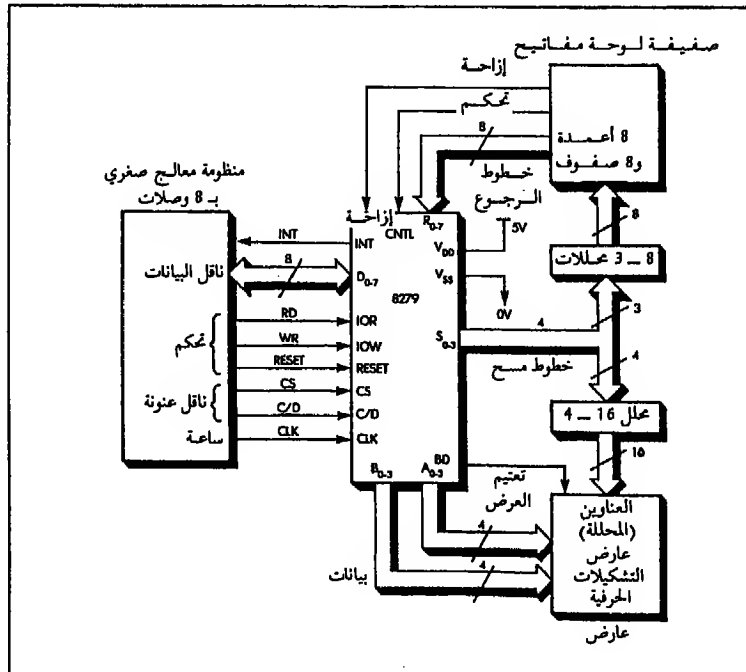 صفيفة لوحة مفاتيح
إزاحة
تحكم
8
8 أعمدة
و8 صفوف
خطوط
الرجوع
منظومة معالج صغري
بـ 8 وصلات
إزاحة
CNTL
R0-7
5V
8
INT
INT
VDD
8 _ 3 محللات
ناقل البيانات
8
D0-7
VSS
8279
0V
3
تحكم
RD
IOR
S0-3
4
WR
IOW
خطوط مسح
4
RESET
RESET
ناقل عنونة
CS
CS
C/D
C/D
محلل 16 _ 4
ساعة
CLK
CLK
B0-3
A0-3
BD
15
تعتيم
العرض
العناوين
(المحللة)
عارض
التشكيلات
الحرفية
4
4
بيانات
عارض